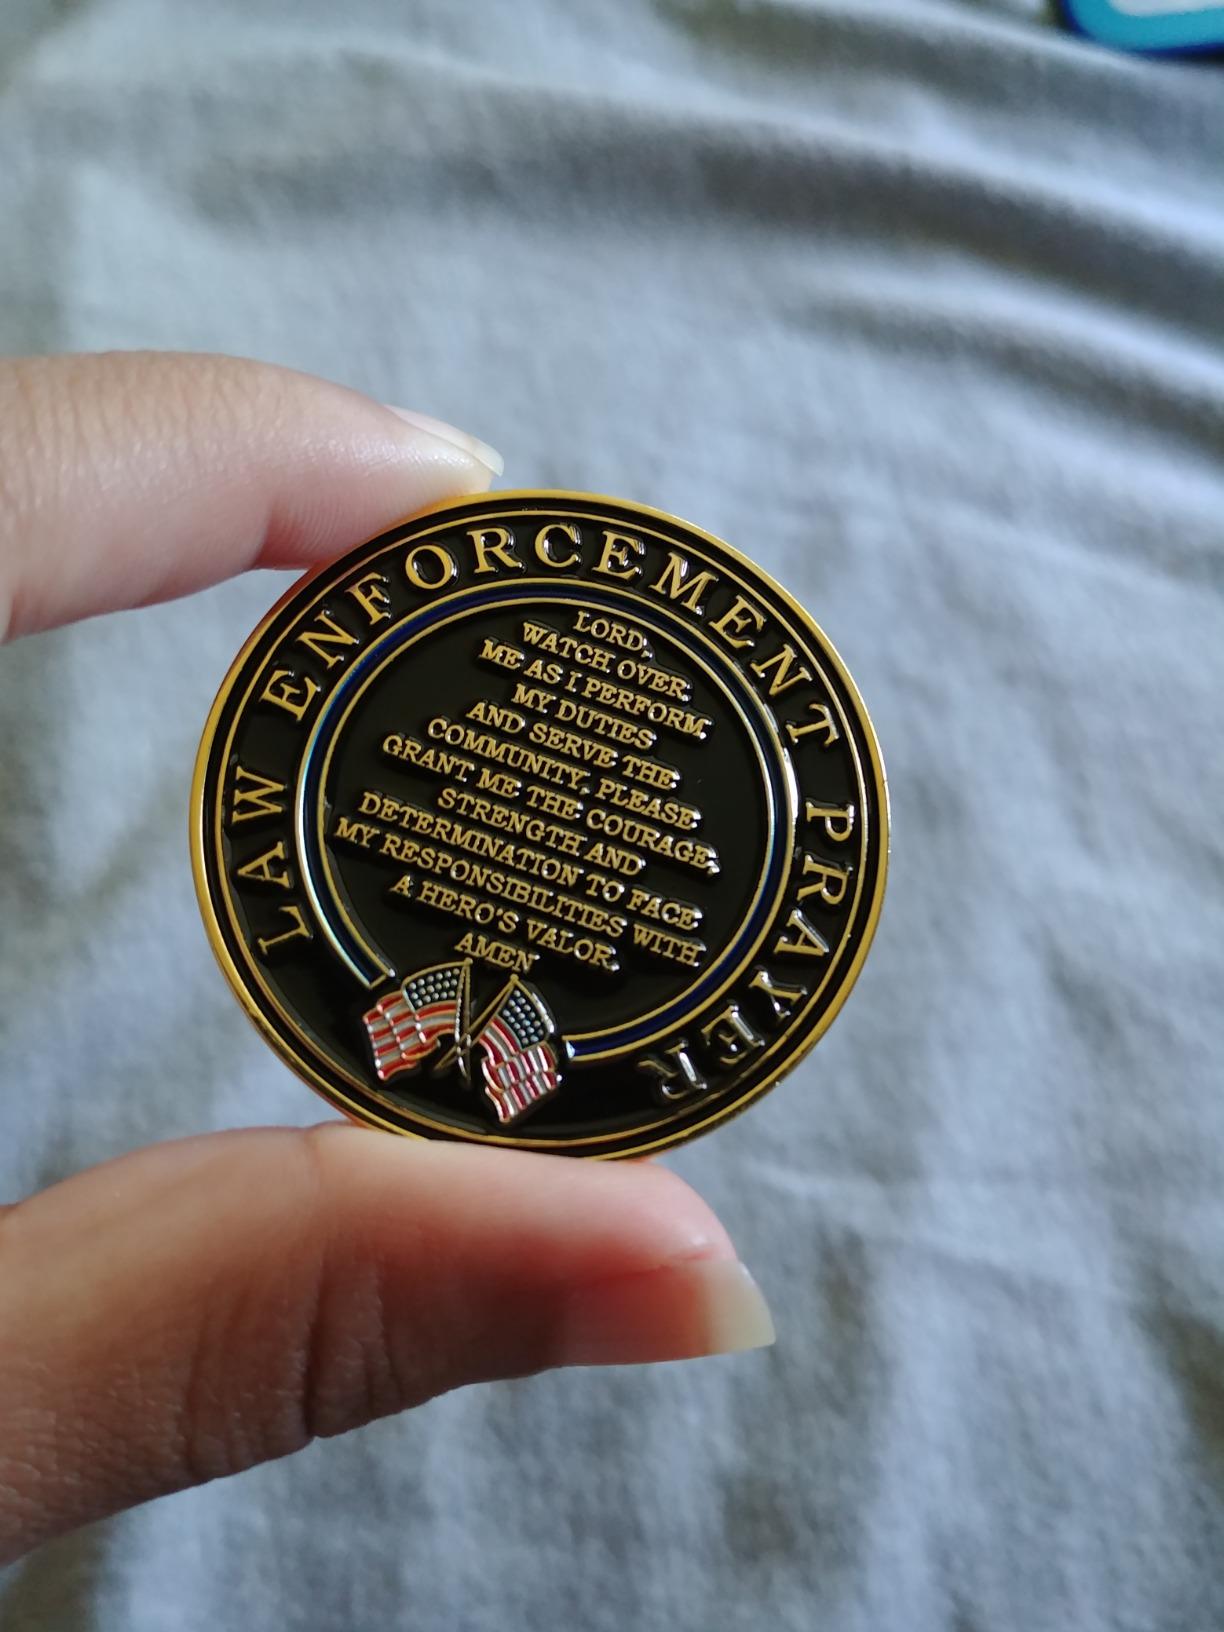 LAW ENFORCEMENT PRAYER
LORD,
WATCH OVER
ME AS I PERFORM
MY DUTIES
AND SERVE THE
COMMUNITY, PLEASE
GRANT ME THE COURAGE,
STRENGTH AND
DETERMINATION TO FACE
MY RESPONSIBILITIES WITH
A HERO'S VALOR.
AMEN